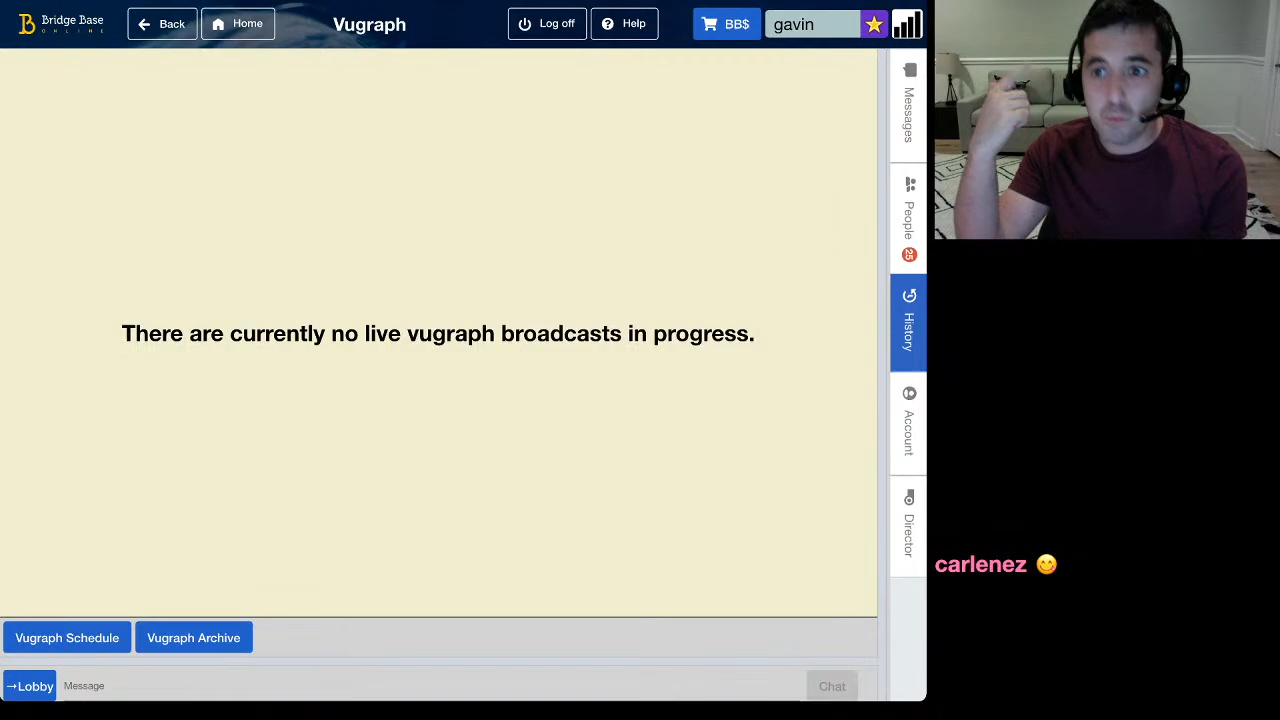 Bridge Base
ONLINE
Back
Home
Vugraph
Log off
Help
BB$
gavin
Messages
People
25
History
Account
Director
There are currently no live vugraph broadcasts in progress.
carlenez 😋
Vugraph Schedule
Vugraph Archive
→Lobby
Message
Chat